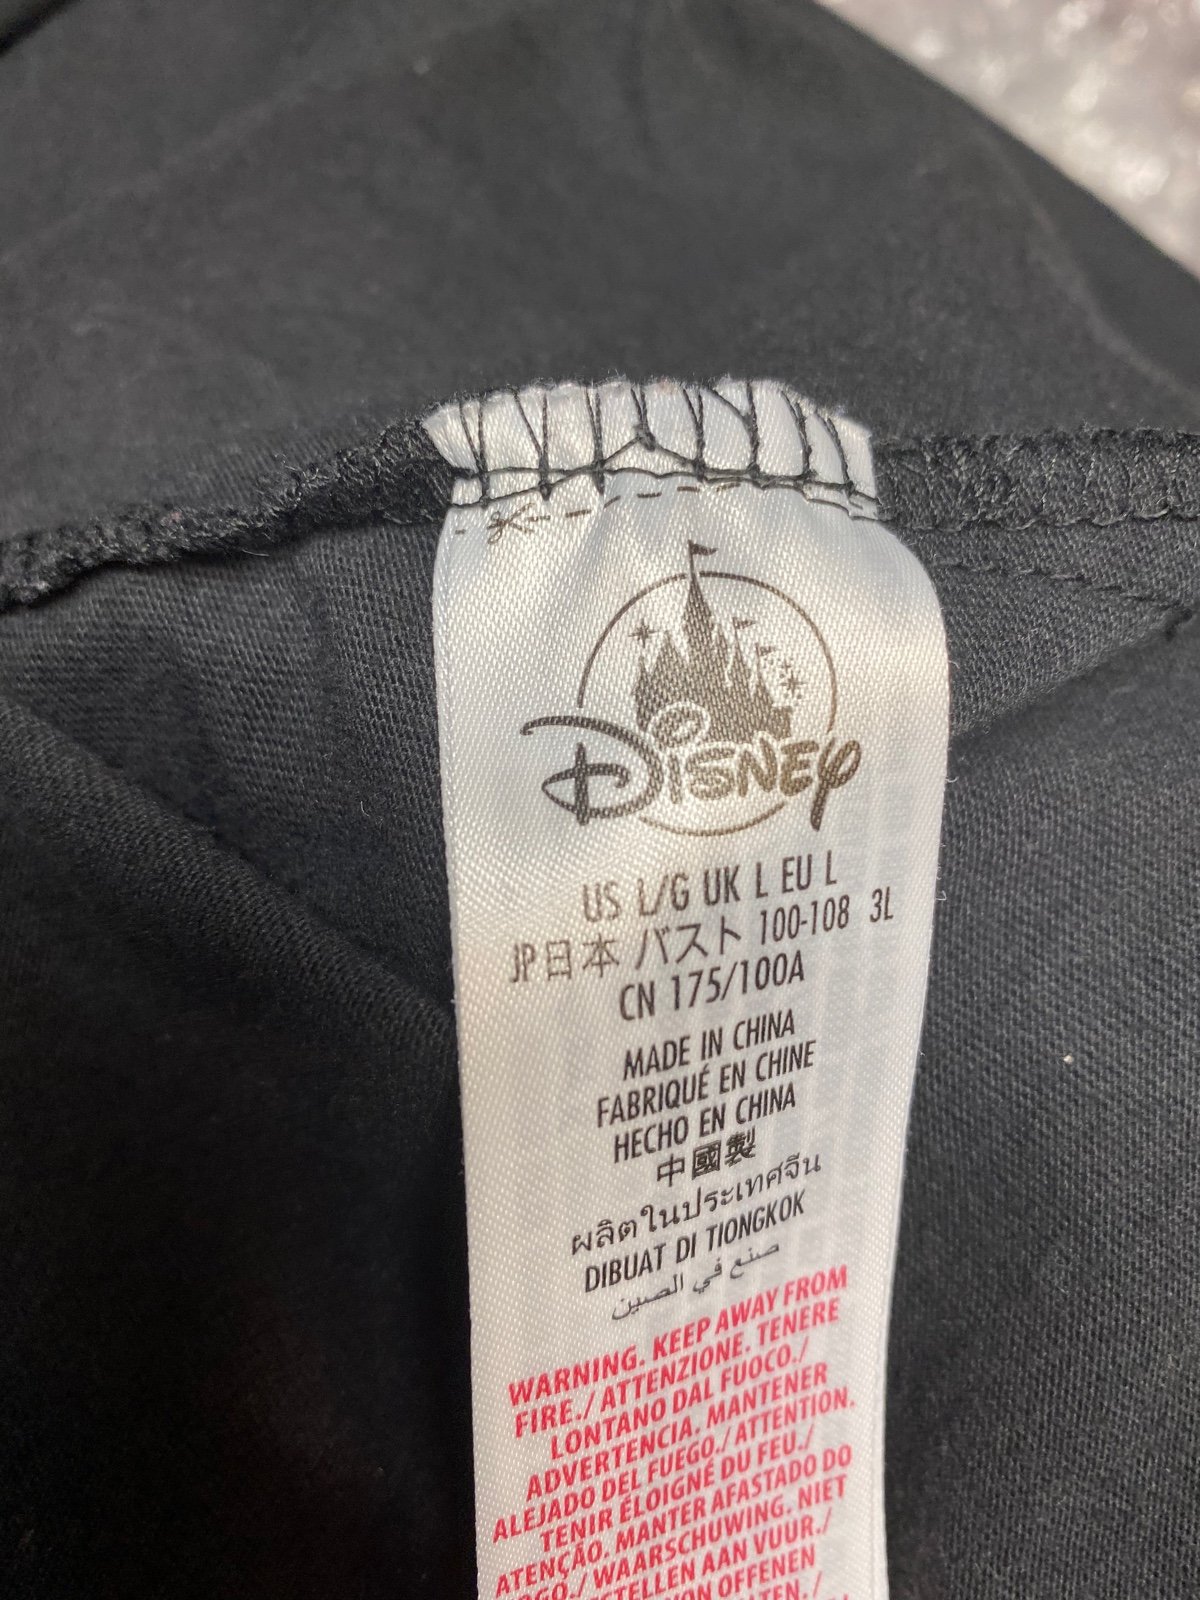 Disney
US L/G UK L EU L
JP日本 バスト 100-108 3L
CN 175/100A
MADE IN CHINA
FABRIQUÉ EN CHINE
HECHO EN CHINA
中國製
ผลิตในประเทศจีน
DIBUAT DI TIONGKOK
صنع في الصين
WARNING. KEEP AWAY FROM
FIRE./ATTENZIONE. TENERE
LONTANO DAL FUOCO./
ADVERTENCIA. MANTENER
ALEJADO DEL FUEGO./ATTENTION.
TENIR ÉLOIGNÉ DU FEU./
ATENÇÃO. MANTER AFASTADO DO
FOGO./WAARSCHUWING. NIET
AAN VUUR./
OFFENEN